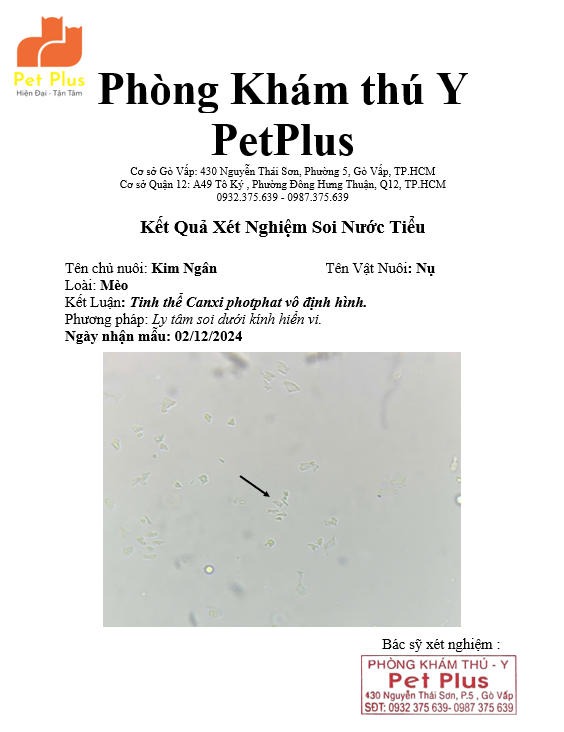 Pet Plus
Hiện Đại - Tận Tâm
Phòng Khám thú Y
PetPlus
Cơ sở Gò Vấp: 430 Nguyễn Thái Sơn, Phường 5, Gò Vấp, TP.HCM
Cơ sở Quận 12: A49 Tô Ký , Phường Đông Hưng Thuận, Q12, TP.HCM
0932.375.639 - 0987.375.639
Kết Quả Xét Nghiệm Soi Nước Tiểu
Tên chủ nuôi: Kim Ngân Tên Vật Nuôi: Nụ
Loài: Mèo
Kết Luận: Tinh thể Canxi photphat vô định hình.
Phương pháp: Ly tâm soi dưới kính hiển vi.
Ngày nhận mẫu: 02/12/2024
Bác sỹ xét nghiệm :
PHÒNG KHÁM THÚ - Y
Pet Plus
430 Nguyễn Thái Sơn, P.5 , Gò Vấp
SĐT: 0932 375 639- 0987 375 639